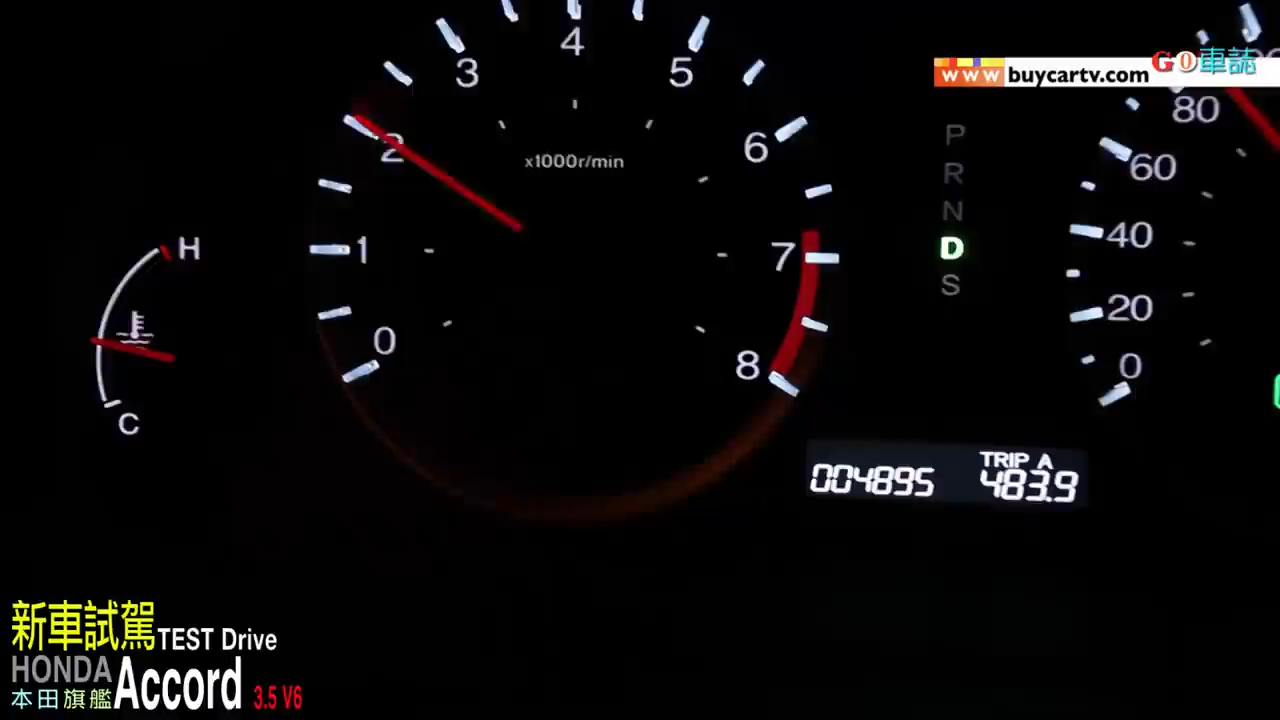 4
3
5
GO車誌
www buycartv.com
80
2
6
x1000r/min
P
R
N
D
S
60
H
1
7
40
20
0
8
0
C
TRIP A
004895 483.9
新車試駕TEST Drive
HONDA
本田旗艦Accord 3.5 V6